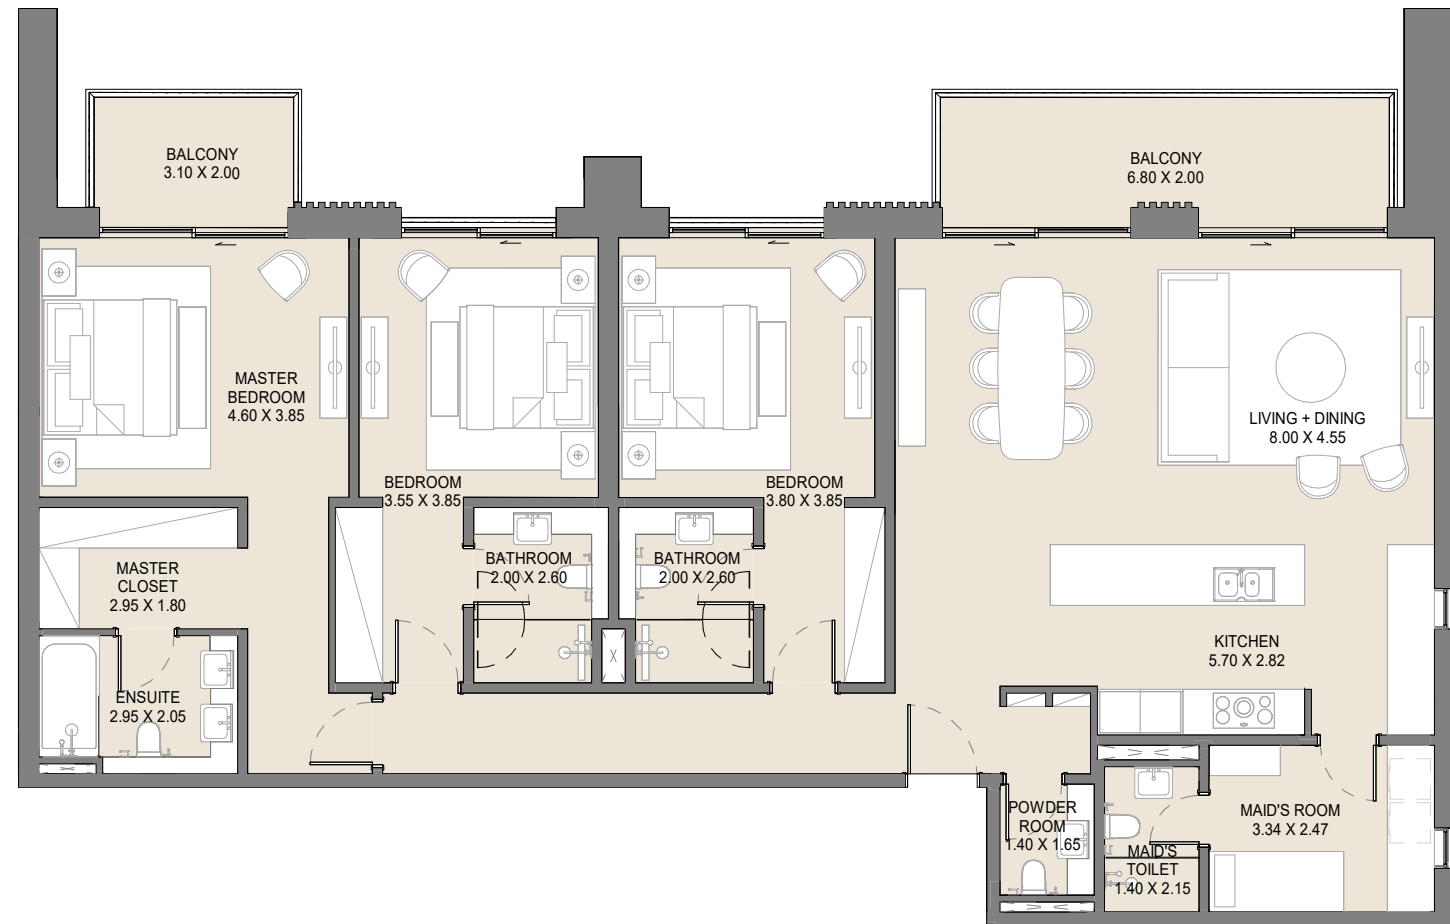 BALCONY
3.10 X 2.00
BALCONY
6.80 X 2.00
MASTER
BEDROOM
4.60 X 3.85
LIVING + DINING
8.00 X 4.55
BEDROOM
3.55 X 3.85
BEDROOM
3.80 X 3.85
MASTER
CLOSET
2.95 X 1.80
BATHROOM
2.00 X 2.60
BATHROOM
2.00 X 2.60
KITCHEN
5.70 X 2.82
ENSUITE
2.95 X 2.05
POWDER
ROOM
1.40 X 1.65
MAID'S
TOILET
1.40 X 2.15
MAID'S ROOM
3.34 X 2.47